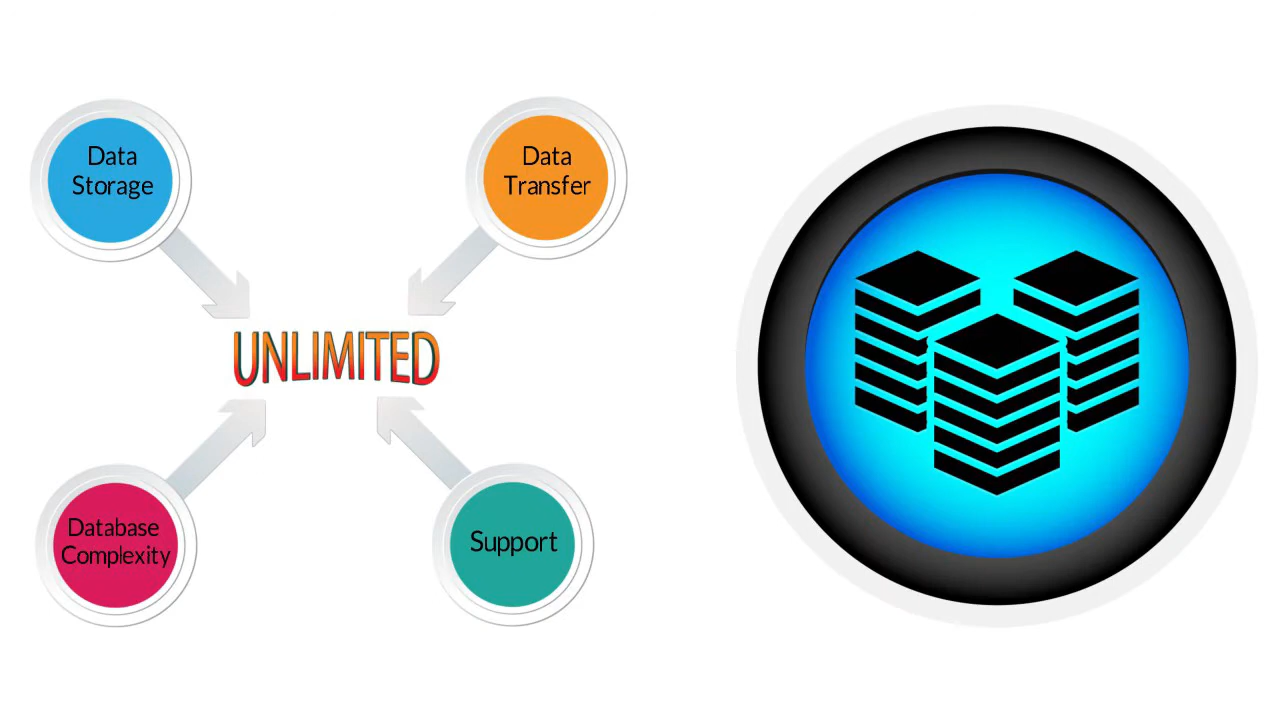 Data
Storage
Data
Transfer
UNLIMITED
Database
Complexity
Support